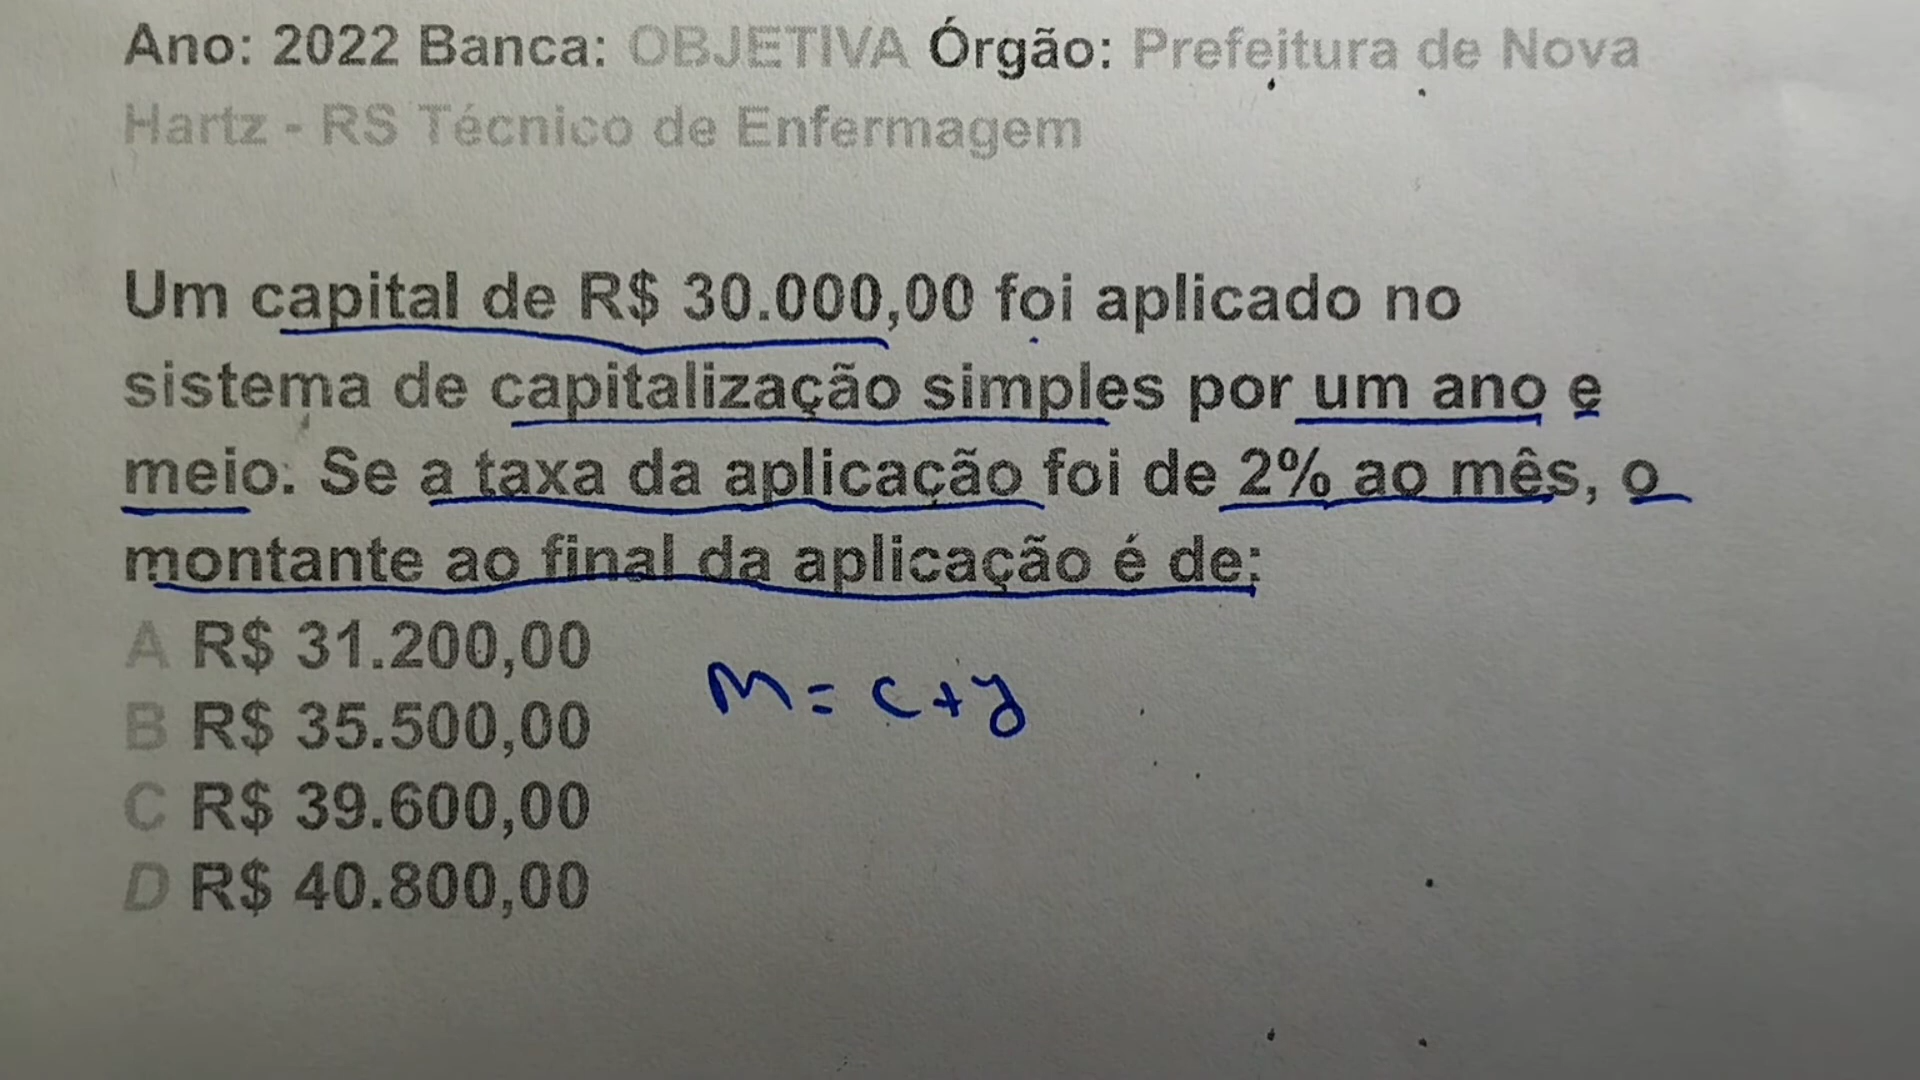 Ano: 2022 Banca: OBJETIVA Órgão: Prefeitura de Nova
Hartz - RS Técnico de Enfermagem
Um capital de R$ 30.000,00 foi aplicado no
sistema de capitalização simples por um ano e
meio. Se a taxa da aplicação foi de 2% ao mês, o
montante ao final da aplicação é de:
A R$ 31.200,00
B R$ 35.500,00
C R$ 39.600,00
D R$ 40.800,00
M = C + J